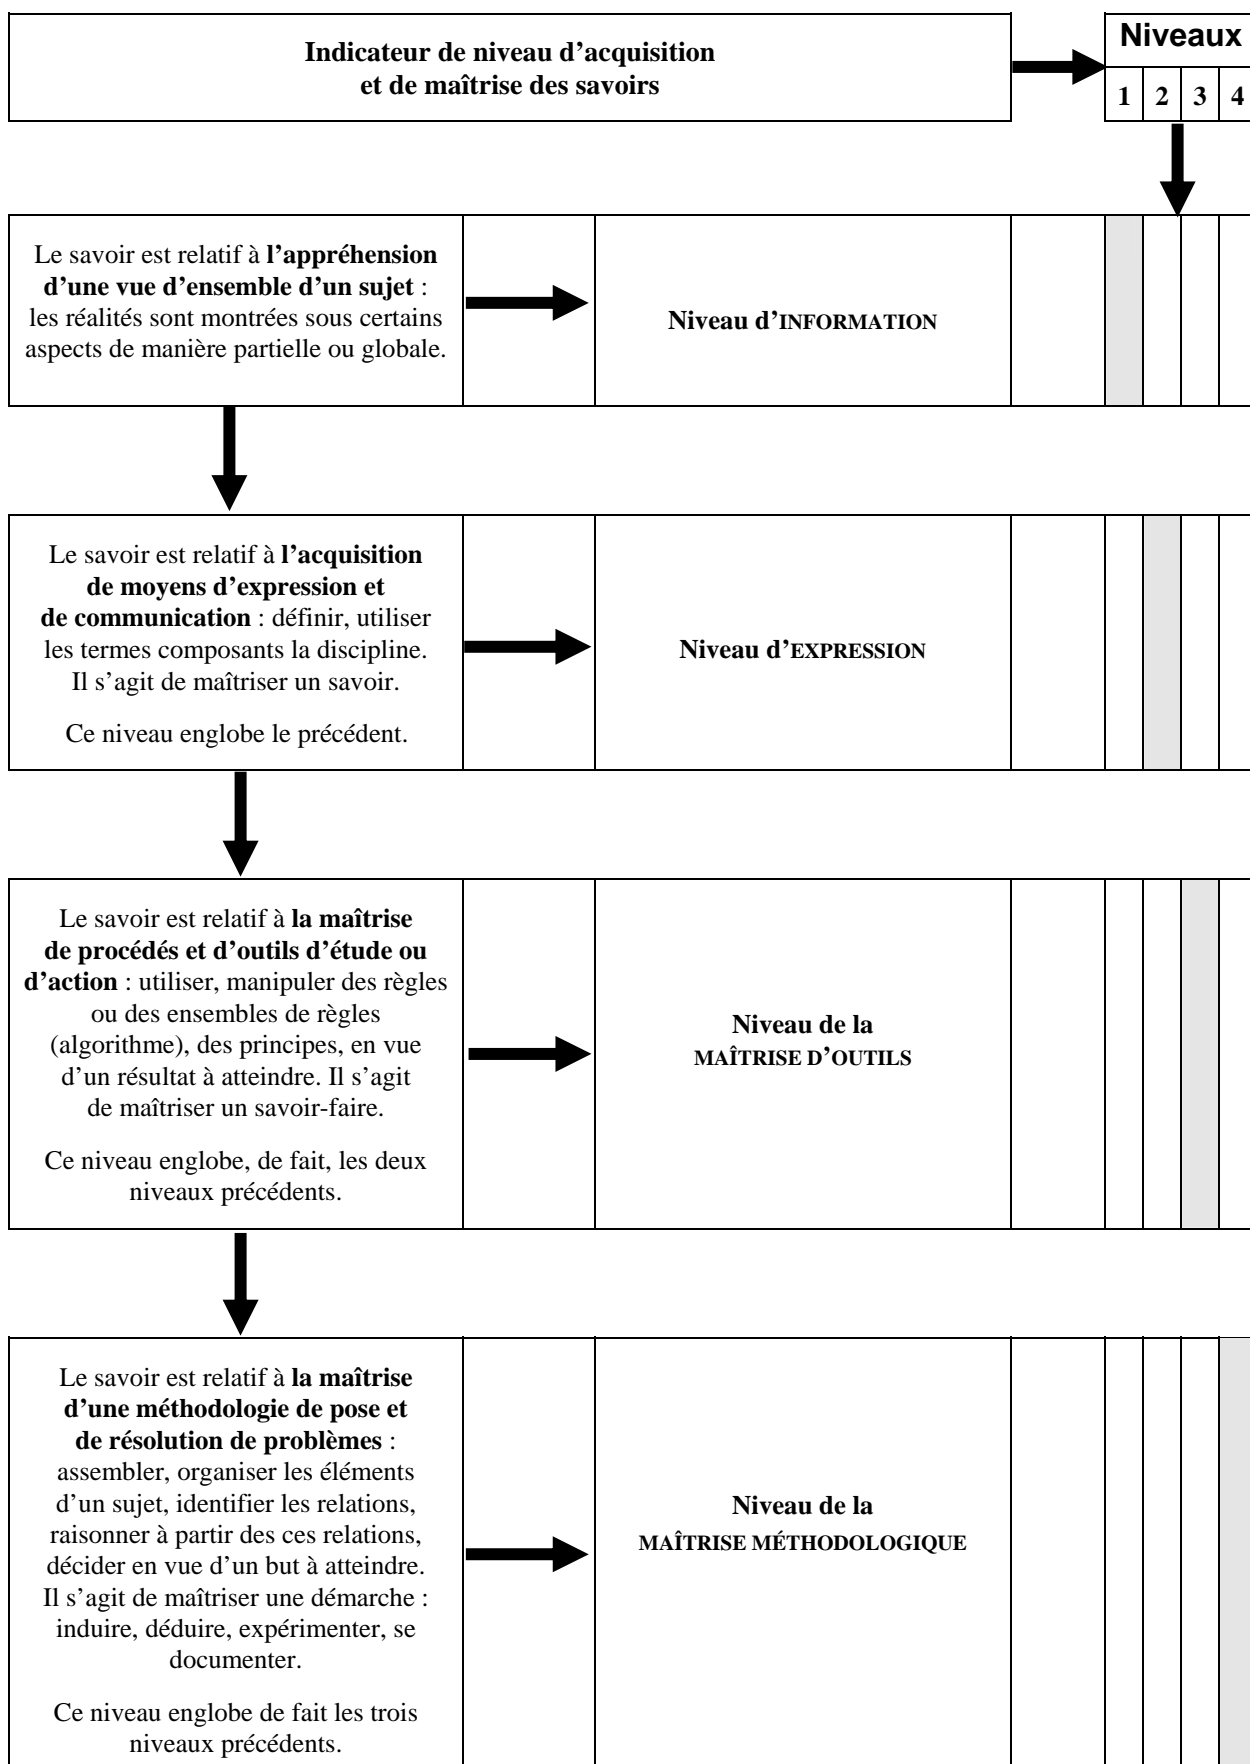 Indicateur de niveau d’acquisition
et de maîtrise des savoirs
Niveaux
1 2 3 4
Le savoir est relatif à l’appréhension
d’une vue d’ensemble d’un sujet :
les réalités sont montrées sous certains
aspects de manière partielle ou globale.
Niveau d’INFORMATION
Le savoir est relatif à l’acquisition
de moyens d’expression et
de communication : définir, utiliser
les termes composants la discipline.
Il s’agit de maîtriser un savoir.
Ce niveau englobe le précédent.
Niveau d’EXPRESSION
Le savoir est relatif à la maîtrise
de procédés et d’outils d’étude ou
d’action : utiliser, manipuler des règles
ou des ensembles de règles
(algorithme), des principes, en vue
d’un résultat à atteindre. Il s’agit
de maîtriser un savoir-faire.
Ce niveau englobe, de fait, les deux
niveaux précédents.
Niveau de la
MAÎTRISE D’OUTILS
Le savoir est relatif à la maîtrise
d’une méthodologie de pose et
de résolution de problèmes :
assembler, organiser les éléments
d’un sujet, identifier les relations,
raisonner à partir des ces relations,
décider en vue d’un but à atteindre.
Il s’agit de maîtriser une démarche :
induire, déduire, expérimenter, se
documenter.
Ce niveau englobe de fait les trois
niveaux précédents.
Niveau de la
MAÎTRISE MÉTHODOLOGIQUE